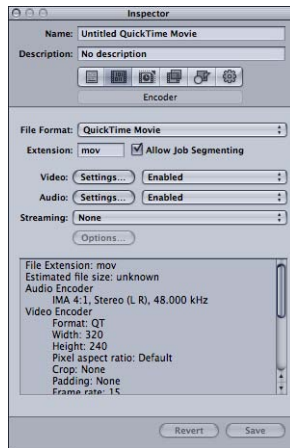 Inspector
Name: Untitled QuickTime Movie
Description: No description
Encoder
File Format: QuickTime Movie
Extension: mov Allow Job Segmenting
Video: Settings... Enabled
Audio: Settings... Enabled
Streaming: None
Options...
File Extension: mov
Estimated file size: unknown
Audio Encoder
IMA 4:1, Stereo (L R), 48.000 kHz
Video Encoder
Format: QT
Width: 320
Height: 240
Pixel aspect ratio: Default
Crop: None
Padding: None
Frame rate: 15
Revert Save